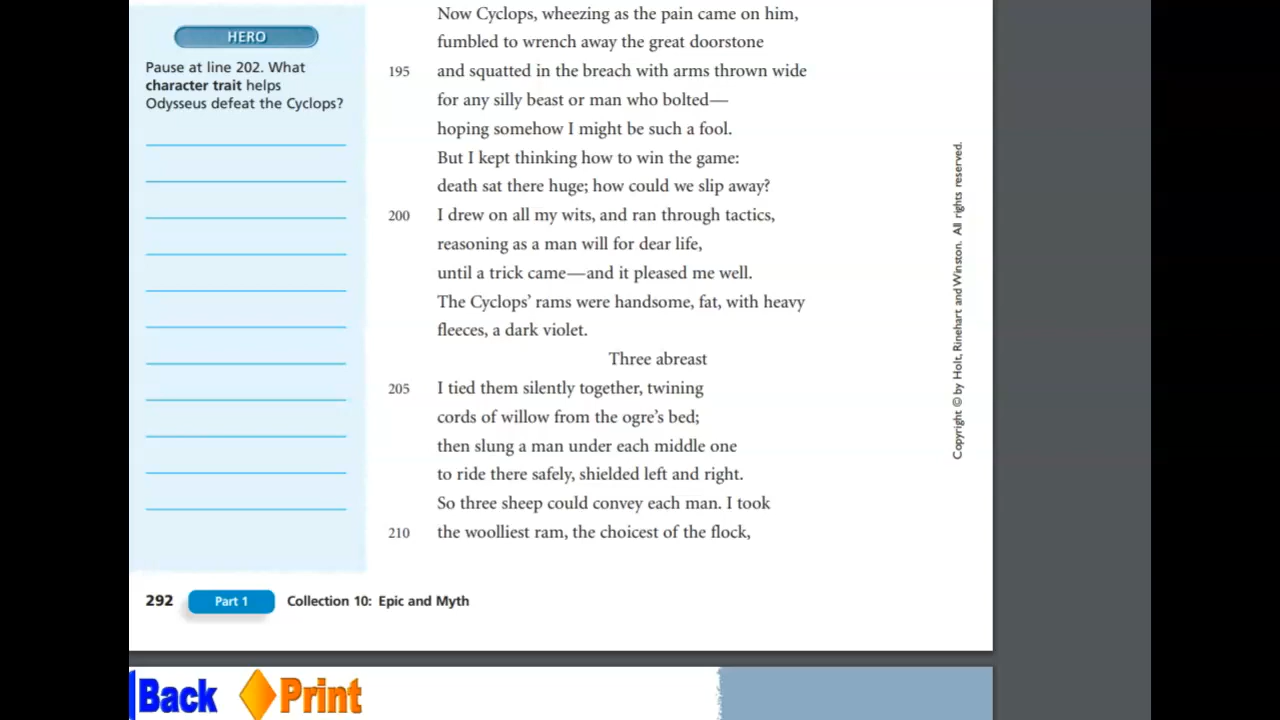 HERO
Pause at line 202. What
character trait helps
Odysseus defeat the Cyclops?
Now Cyclops, wheezing as the pain came on him,
fumbled to wrench away the great doorstone
195 and squatted in the breach with arms thrown wide
for any silly beast or man who bolted—
hoping somehow I might be such a fool.
But I kept thinking how to win the game:
death sat there huge; how could we slip away?
200 I drew on all my wits, and ran through tactics,
reasoning as a man will for dear life,
until a trick came—and it pleased me well.
The Cyclops’ rams were handsome, fat, with heavy
fleeces, a dark violet.
Three abreast
205 I tied them silently together, twining
cords of willow from the ogre’s bed;
then slung a man under each middle one
to ride there safely, shielded left and right.
So three sheep could convey each man. I took
210 the woolliest ram, the choicest of the flock,
Copyright © by Holt, Rinehart and Winston. All rights reserved.
292 Part 1 Collection 10: Epic and Myth
Back Print